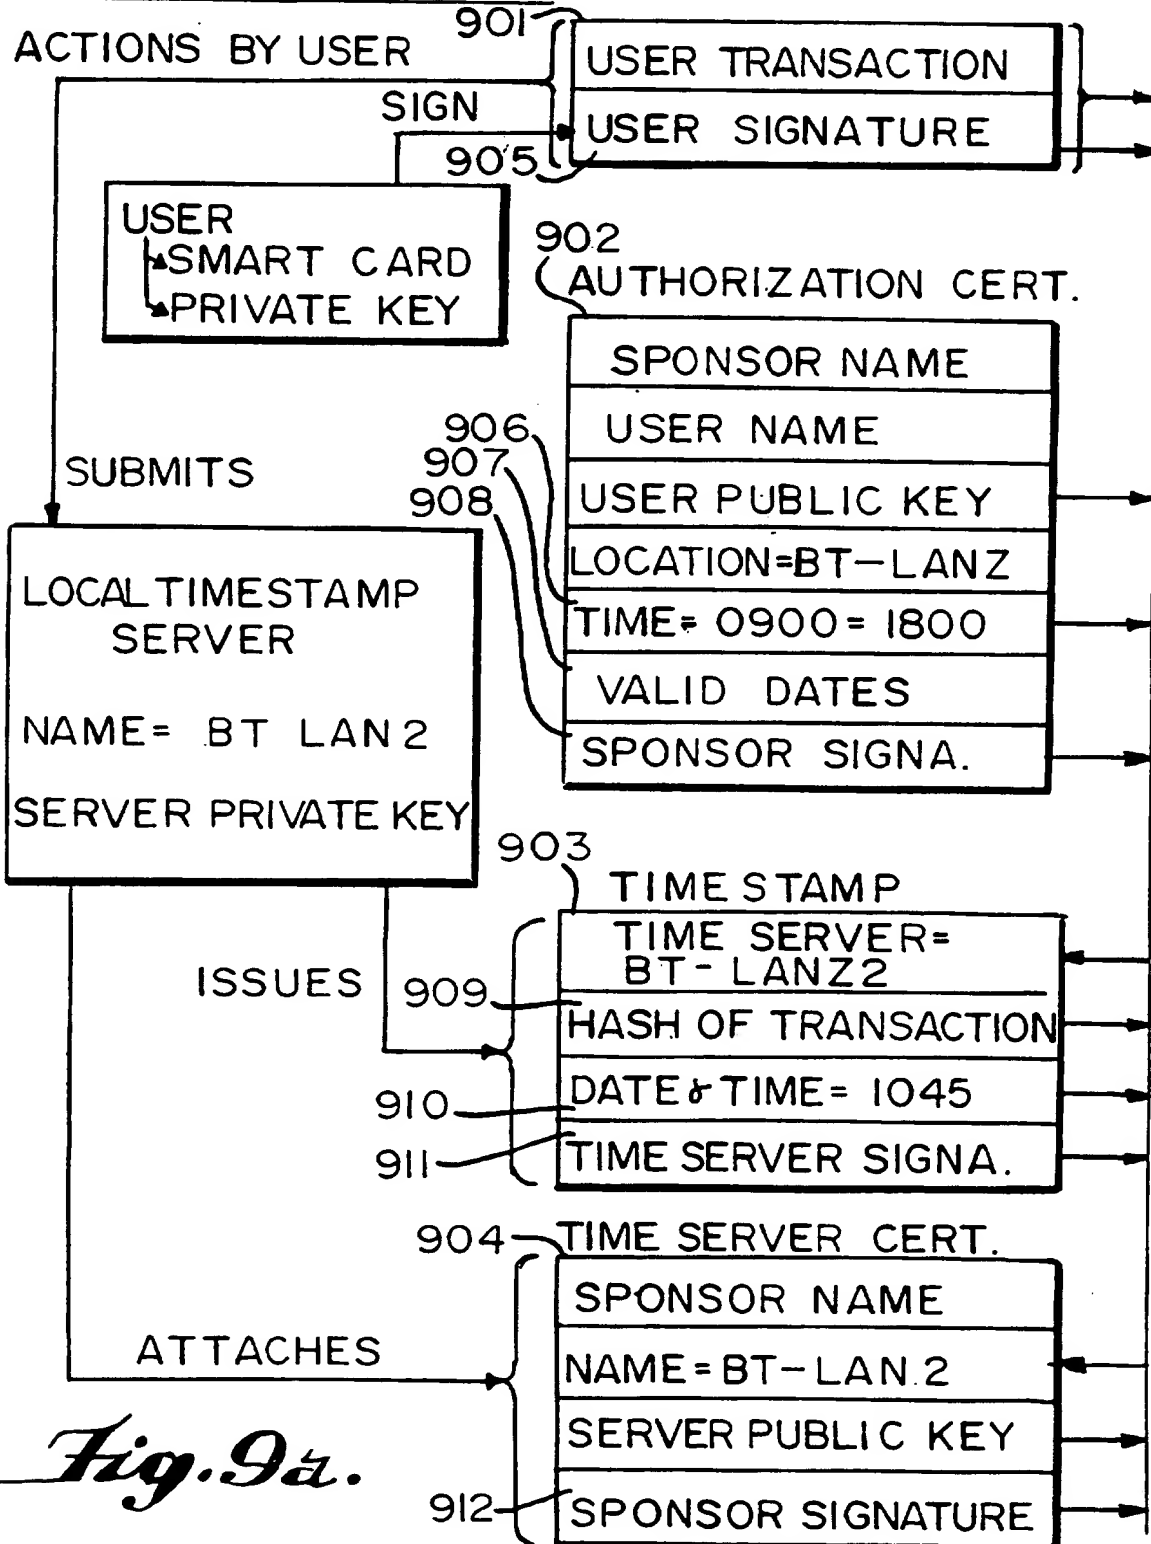 901
ACTIONS BY USER
USER TRANSACTION
SIGN
USER SIGNATURE
905
USER
SMART CARD
PRIVATE KEY
902
AUTHORIZATION CERT.
SPONSOR NAME
906
USER NAME
907
SUBMITS
908
USER PUBLIC KEY
LOCATION=BT-LANZ
LOCAL TIMESTAMP
SERVER
TIME= 0900= 1800
VALID DATES
NAME= BT LAN 2
SPONSOR SIGNA.
SERVER PRIVATE KEY
903
TIME STAMP
TIME SERVER=
BT- LANZ2
ISSUES
909
HASH OF TRANSACTION
910
DATE & TIME= 1045
911
TIME SERVER SIGNA.
904
TIME SERVER CERT.
SPONSOR NAME
ATTACHES
NAME=BT-LAN.2
SERVER PUBLIC KEY
Fig.9a.
912
SPONSOR SIGNATURE